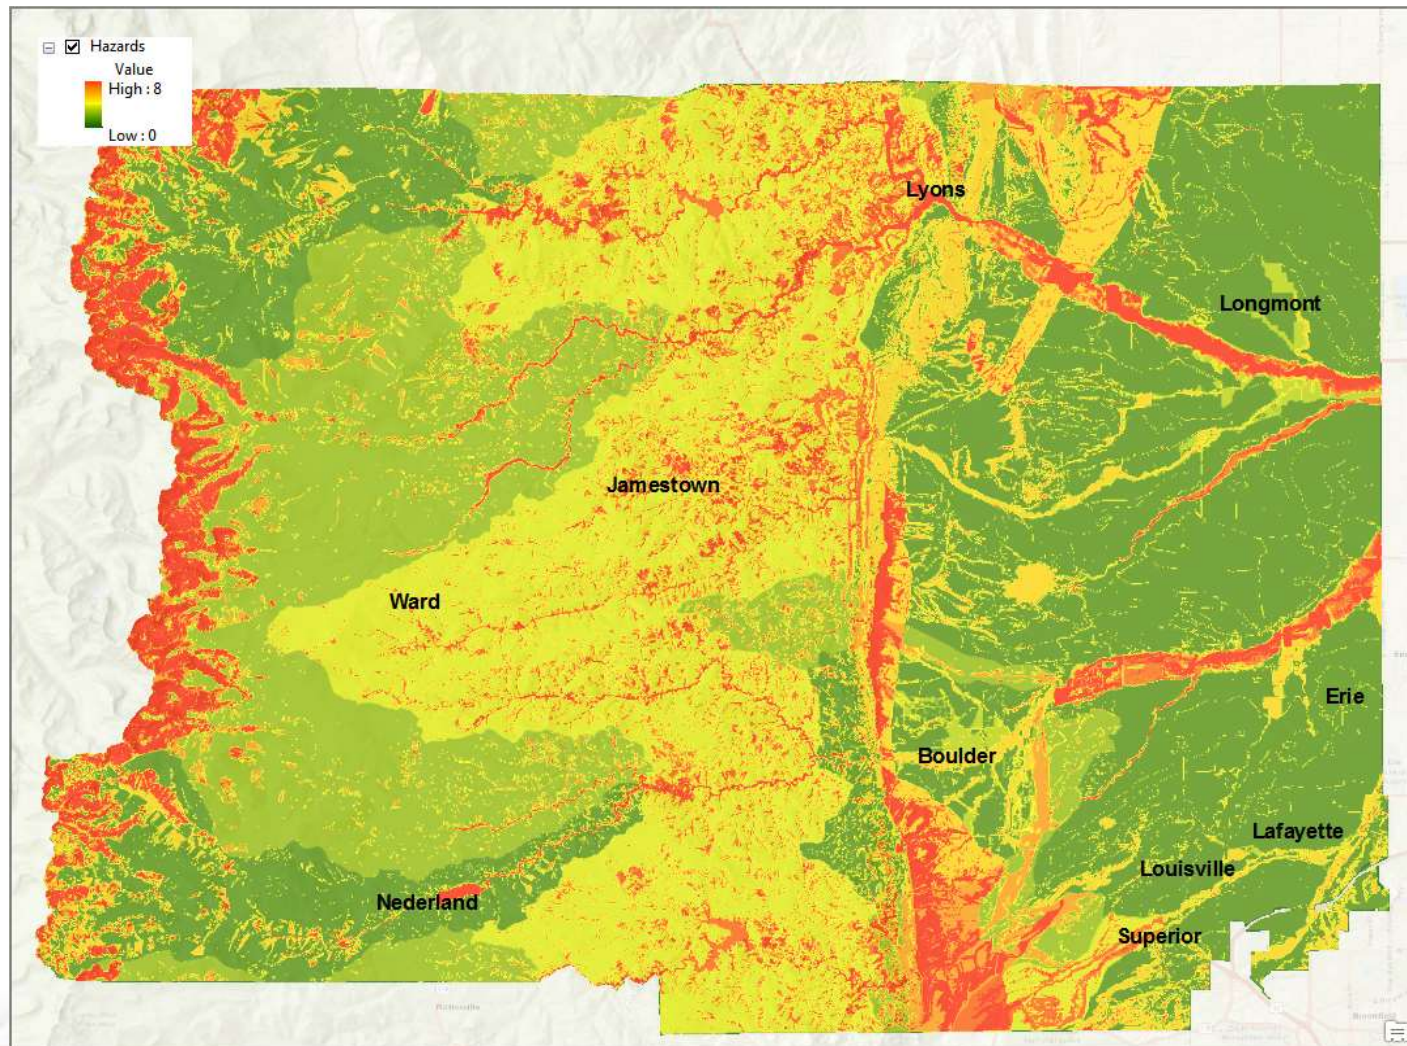 Hazards
Value
High : 8
Low : 0
Lyons
Longmont
Jamestown
Ward
Erie
Boulder
Lafayette
Louisville
Nederland
Superior